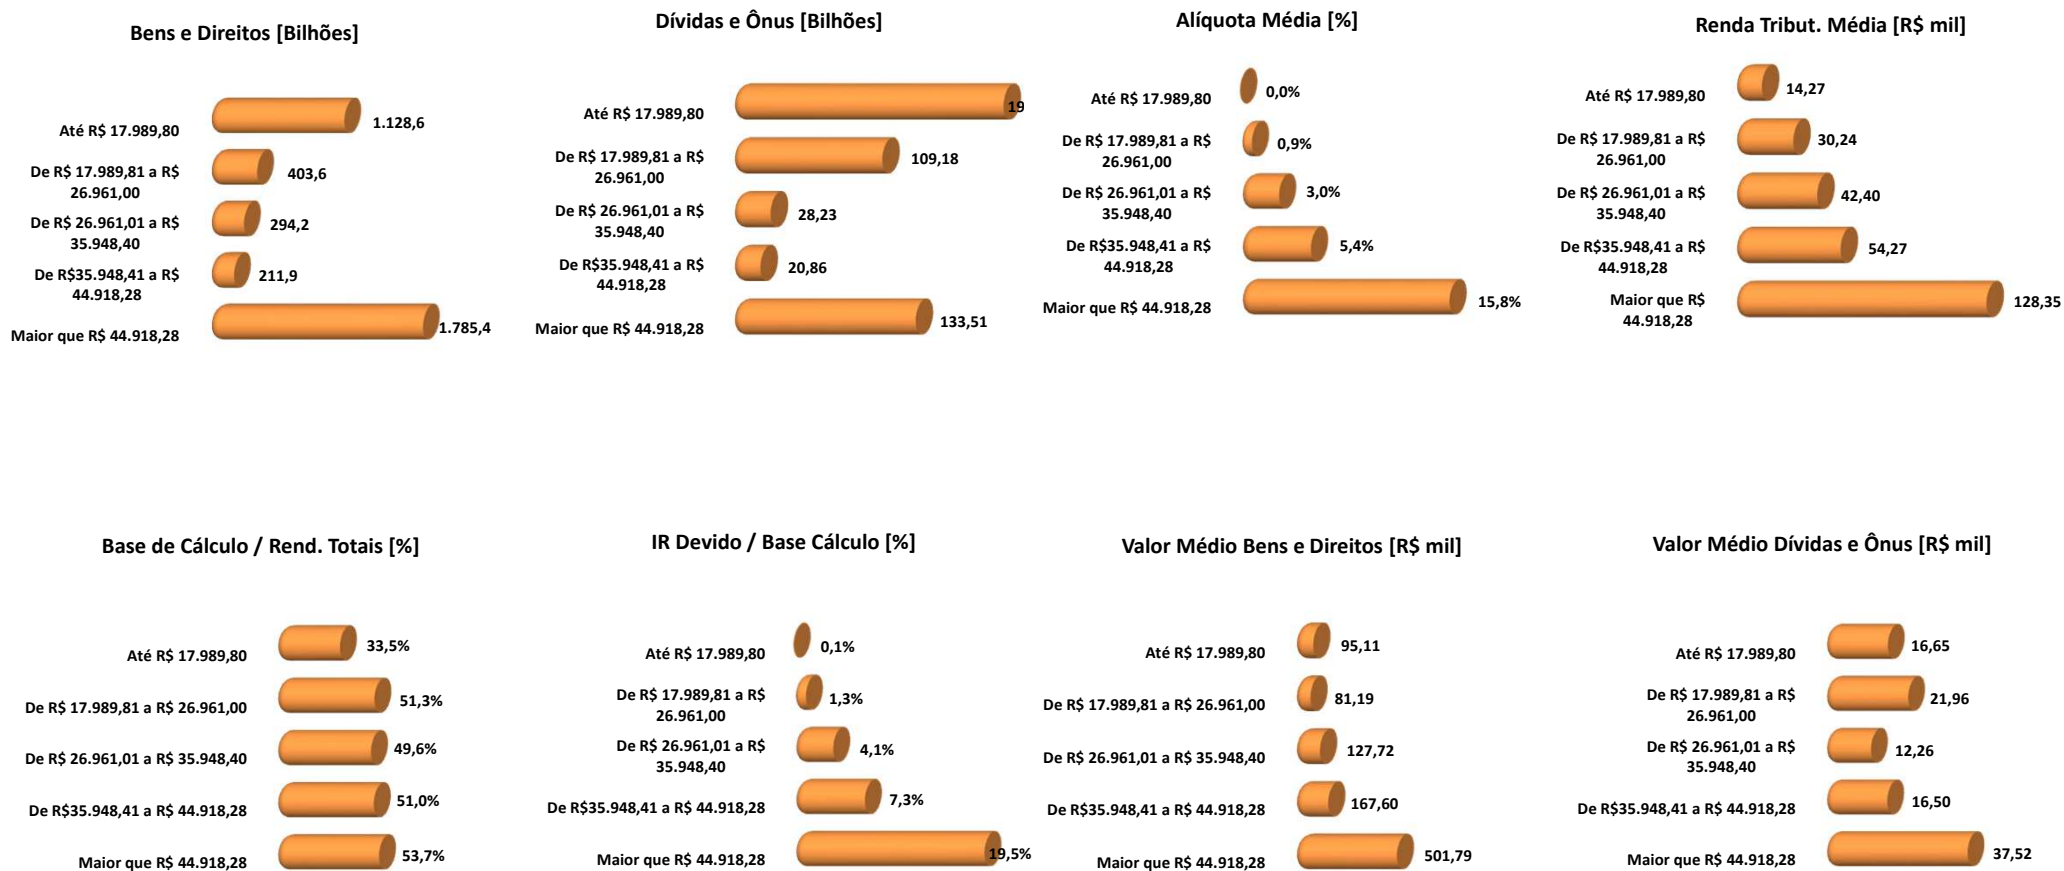 Bens e Direitos [Bilhões]
Até R$ 17.989,80
1.128,6
De R$ 17.989,81 a R$
26.961,00
403,6
De R$ 26.961,01 a R$
35.948,40
294,2
De R$35.948,41 a R$
44.918,28
211,9
Maior que R$ 44.918,28
1.785,4
Dívidas e Ônus [Bilhões]
Até R$ 17.989,80
19
De R$ 17.989,81 a R$
26.961,00
109,18
De R$ 26.961,01 a R$
35.948,40
28,23
De R$35.948,41 a R$
44.918,28
20,86
Maior que R$ 44.918,28
133,51
Alíquota Média [%]
Até R$ 17.989,80
0,0%
De R$ 17.989,81 a R$
26.961,00
0,9%
De R$ 26.961,01 a R$
35.948,40
3,0%
De R$35.948,41 a R$
44.918,28
5,4%
Maior que R$ 44.918,28
15,8%
Renda Tribut. Média [R$ mil]
Até R$ 17.989,80
14,27
De R$ 17.989,81 a R$
26.961,00
30,24
De R$ 26.961,01 a R$
35.948,40
42,40
De R$35.948,41 a R$
44.918,28
54,27
Maior que R$
44.918,28
128,35
Base de Cálculo / Rend. Totais [%]
Até R$ 17.989,80
33,5%
De R$ 17.989,81 a R$ 26.961,00
51,3%
De R$ 26.961,01 a R$ 35.948,40
49,6%
De R$35.948,41 a R$ 44.918,28
51,0%
Maior que R$ 44.918,28
53,7%
IR Devido / Base Cálculo [%]
Até R$ 17.989,80
0,1%
De R$ 17.989,81 a R$
26.961,00
1,3%
De R$ 26.961,01 a R$
35.948,40
4,1%
De R$35.948,41 a R$ 44.918,28
7,3%
Maior que R$ 44.918,28
19,5%
Valor Médio Bens e Direitos [R$ mil]
Até R$ 17.989,80
95,11
De R$ 17.989,81 a R$ 26.961,00
81,19
De R$ 26.961,01 a R$ 35.948,40
127,72
De R$35.948,41 a R$ 44.918,28
167,60
Maior que R$ 44.918,28
501,79
Valor Médio Dívidas e Ônus [R$ mil]
Até R$ 17.989,80
16,65
De R$ 17.989,81 a R$
26.961,00
21,96
De R$ 26.961,01 a R$
35.948,40
12,26
De R$35.948,41 a R$ 44.918,28
16,50
Maior que R$ 44.918,28
37,52